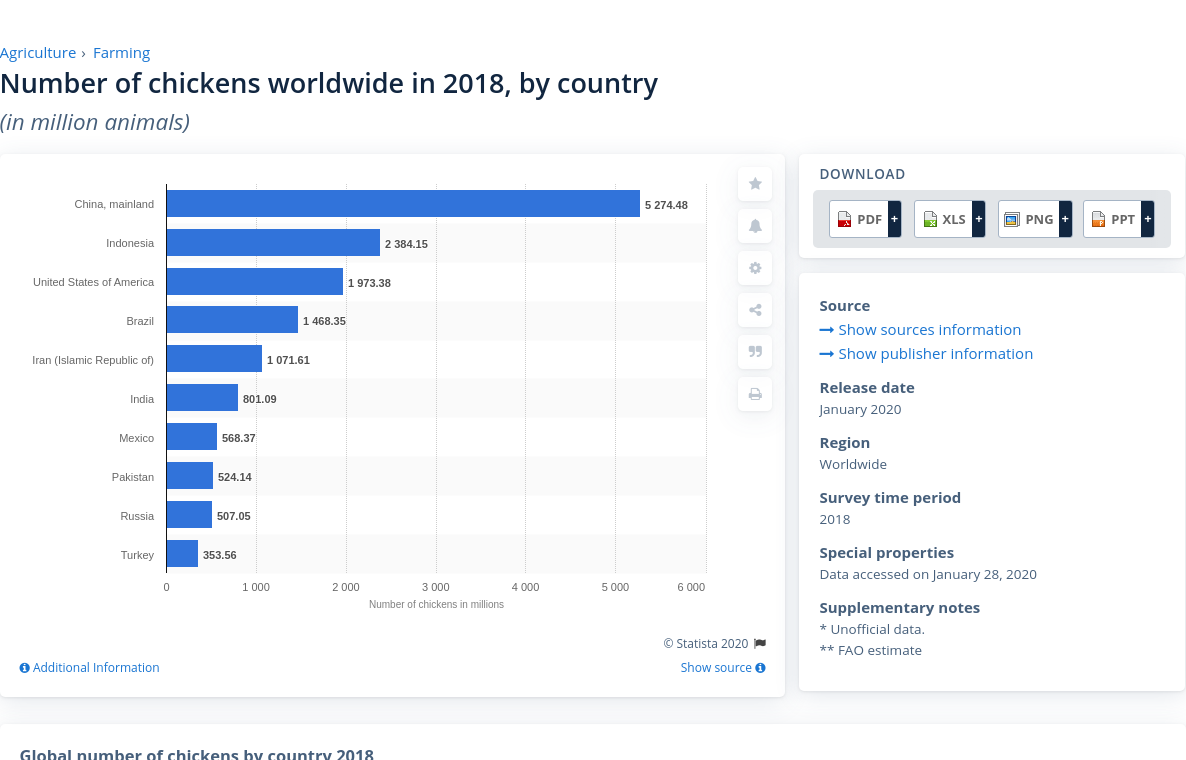 Agriculture › Farming
Number of chickens worldwide in 2018, by country
(in million animals)
China, mainland 5 274.48
Indonesia 2 384.15
United States of America 1 973.38
Brazil 1 468.35
Iran (Islamic Republic of) 1 071.61
India 801.09
Mexico 568.37
Pakistan 524.14
Russia 507.05
Turkey 353.56
0 1 000 2 000 3 000 4 000 5 000 6 000
Number of chickens in millions
© Statista 2020
Additional Information Show source
DOWNLOAD
PDF + XLS + PNG + PPT +
Source
Show sources information
Show publisher information
Release date
January 2020
Region
Worldwide
Survey time period
2018
Special properties
Data accessed on January 28, 2020
Supplementary notes
* Unofficial data.
** FAO estimate
Global number of chickens by country 2018